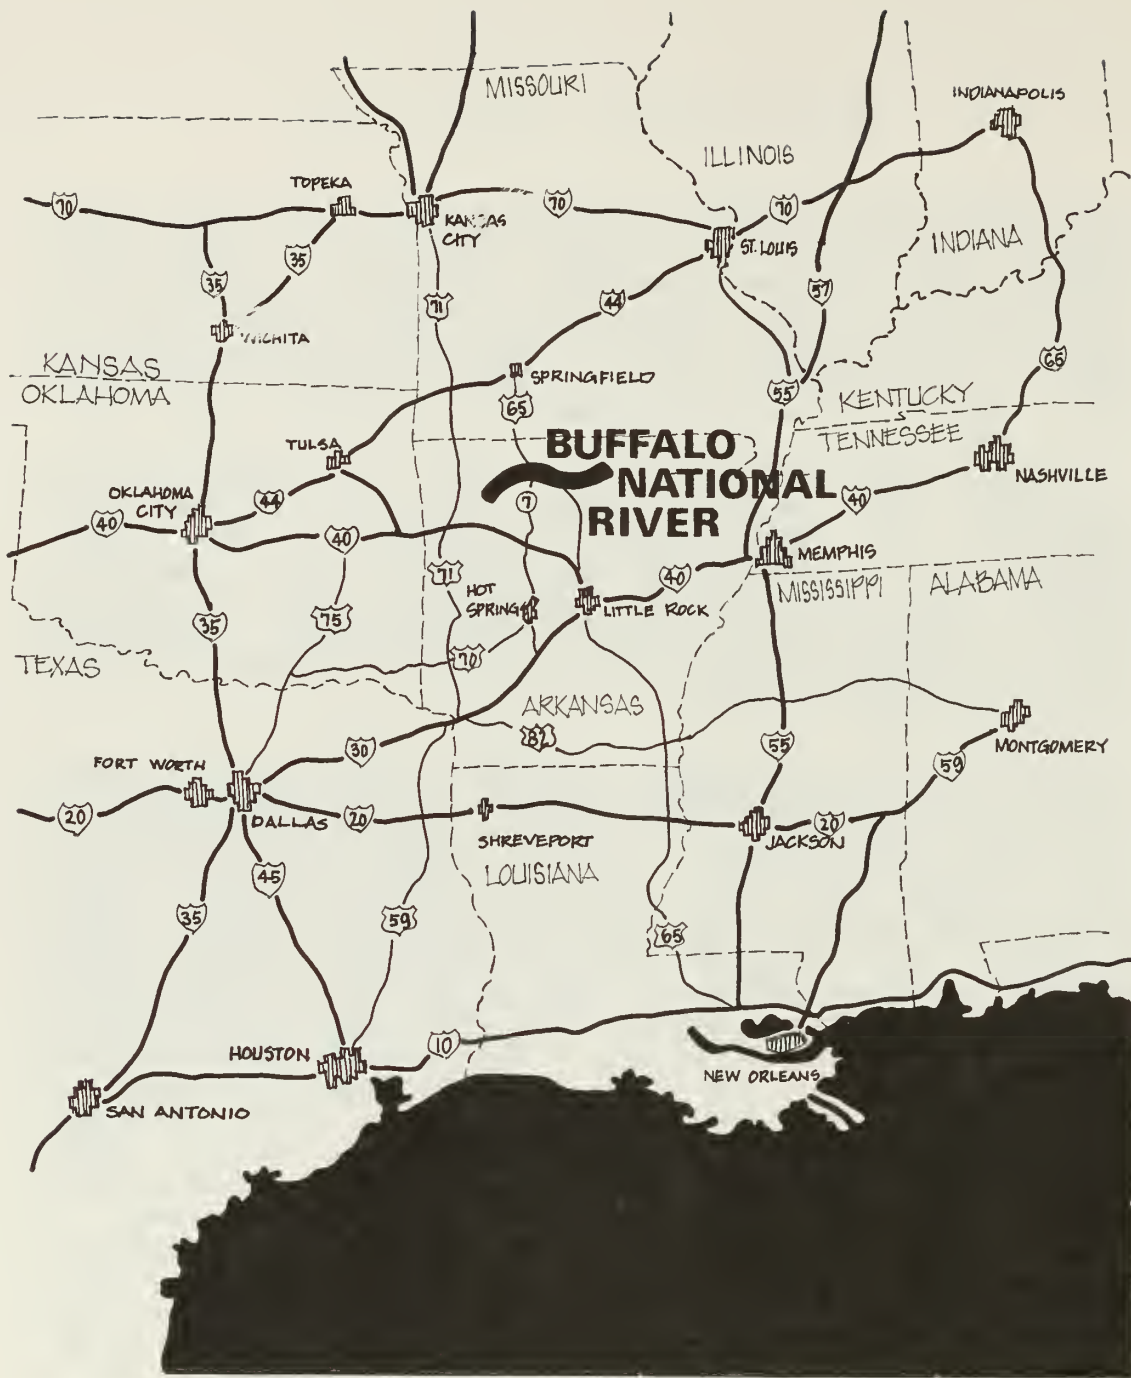 MISSOURI
INDIANAPOLIS
ILLINOIS
TOPEKA
70
70
70
KANSAS
CITY
ST. LOUIS
INDIANA
35
35
71
44
57
WICHITA
65
KANSAS
OKLAHOMA
SPRINGFIELD
65
55
KENTUCKY
TENNESSEE
TULSA
BUFFALO
NATIONAL
RIVER
NASHVILLE
OKLAHOMA
CITY
44
7
40
40
40
MEMPHIS
71
HOT
SPRINGS
40
LITTLE ROCK
MISSISSIPPI
ALABAMA
35
75
TEXAS
70
ARKANSAS
82
30
55
MONTGOMERY
59
FORT WORTH
20
DALLAS
20
SHREVEPORT
20
JACKSON
LOUISIANA
45
35
59
65
HOUSTON
10
NEW ORLEANS
SAN ANTONIO